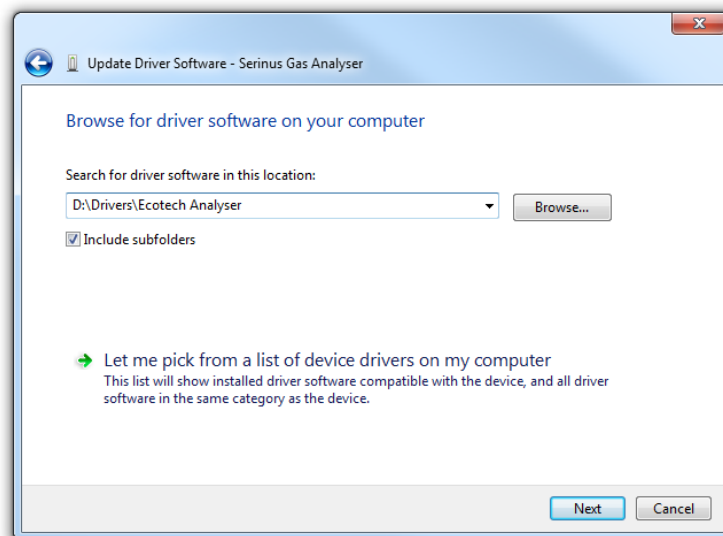 Update Driver Software - Serinus Gas Analyser
Browse for driver software on your computer
Search for driver software in this location:
D:\Drivers\Ecotech Analyser
Browse...
Include subfolders
Let me pick from a list of device drivers on my computer
This list will show installed driver software compatible with the device, and all driver
software in the same category as the device.
Next
Cancel